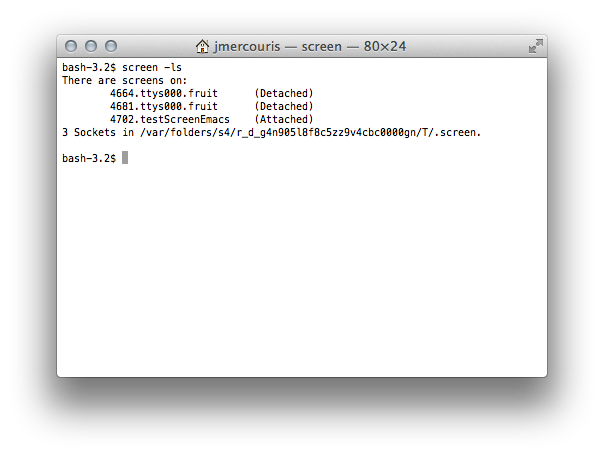 jmercouris — screen — 80×24
bash-3.2$ screen -ls
There are screens on:
        4664.ttys000.fruit      (Detached)
        4681.ttys000.fruit      (Detached)
        4702.testScreenEmacs    (Attached)
3 Sockets in /var/folders/s4/r_d_g4n905l8f8c5zz9v4cbc0000gn/T/.screen.
bash-3.2$